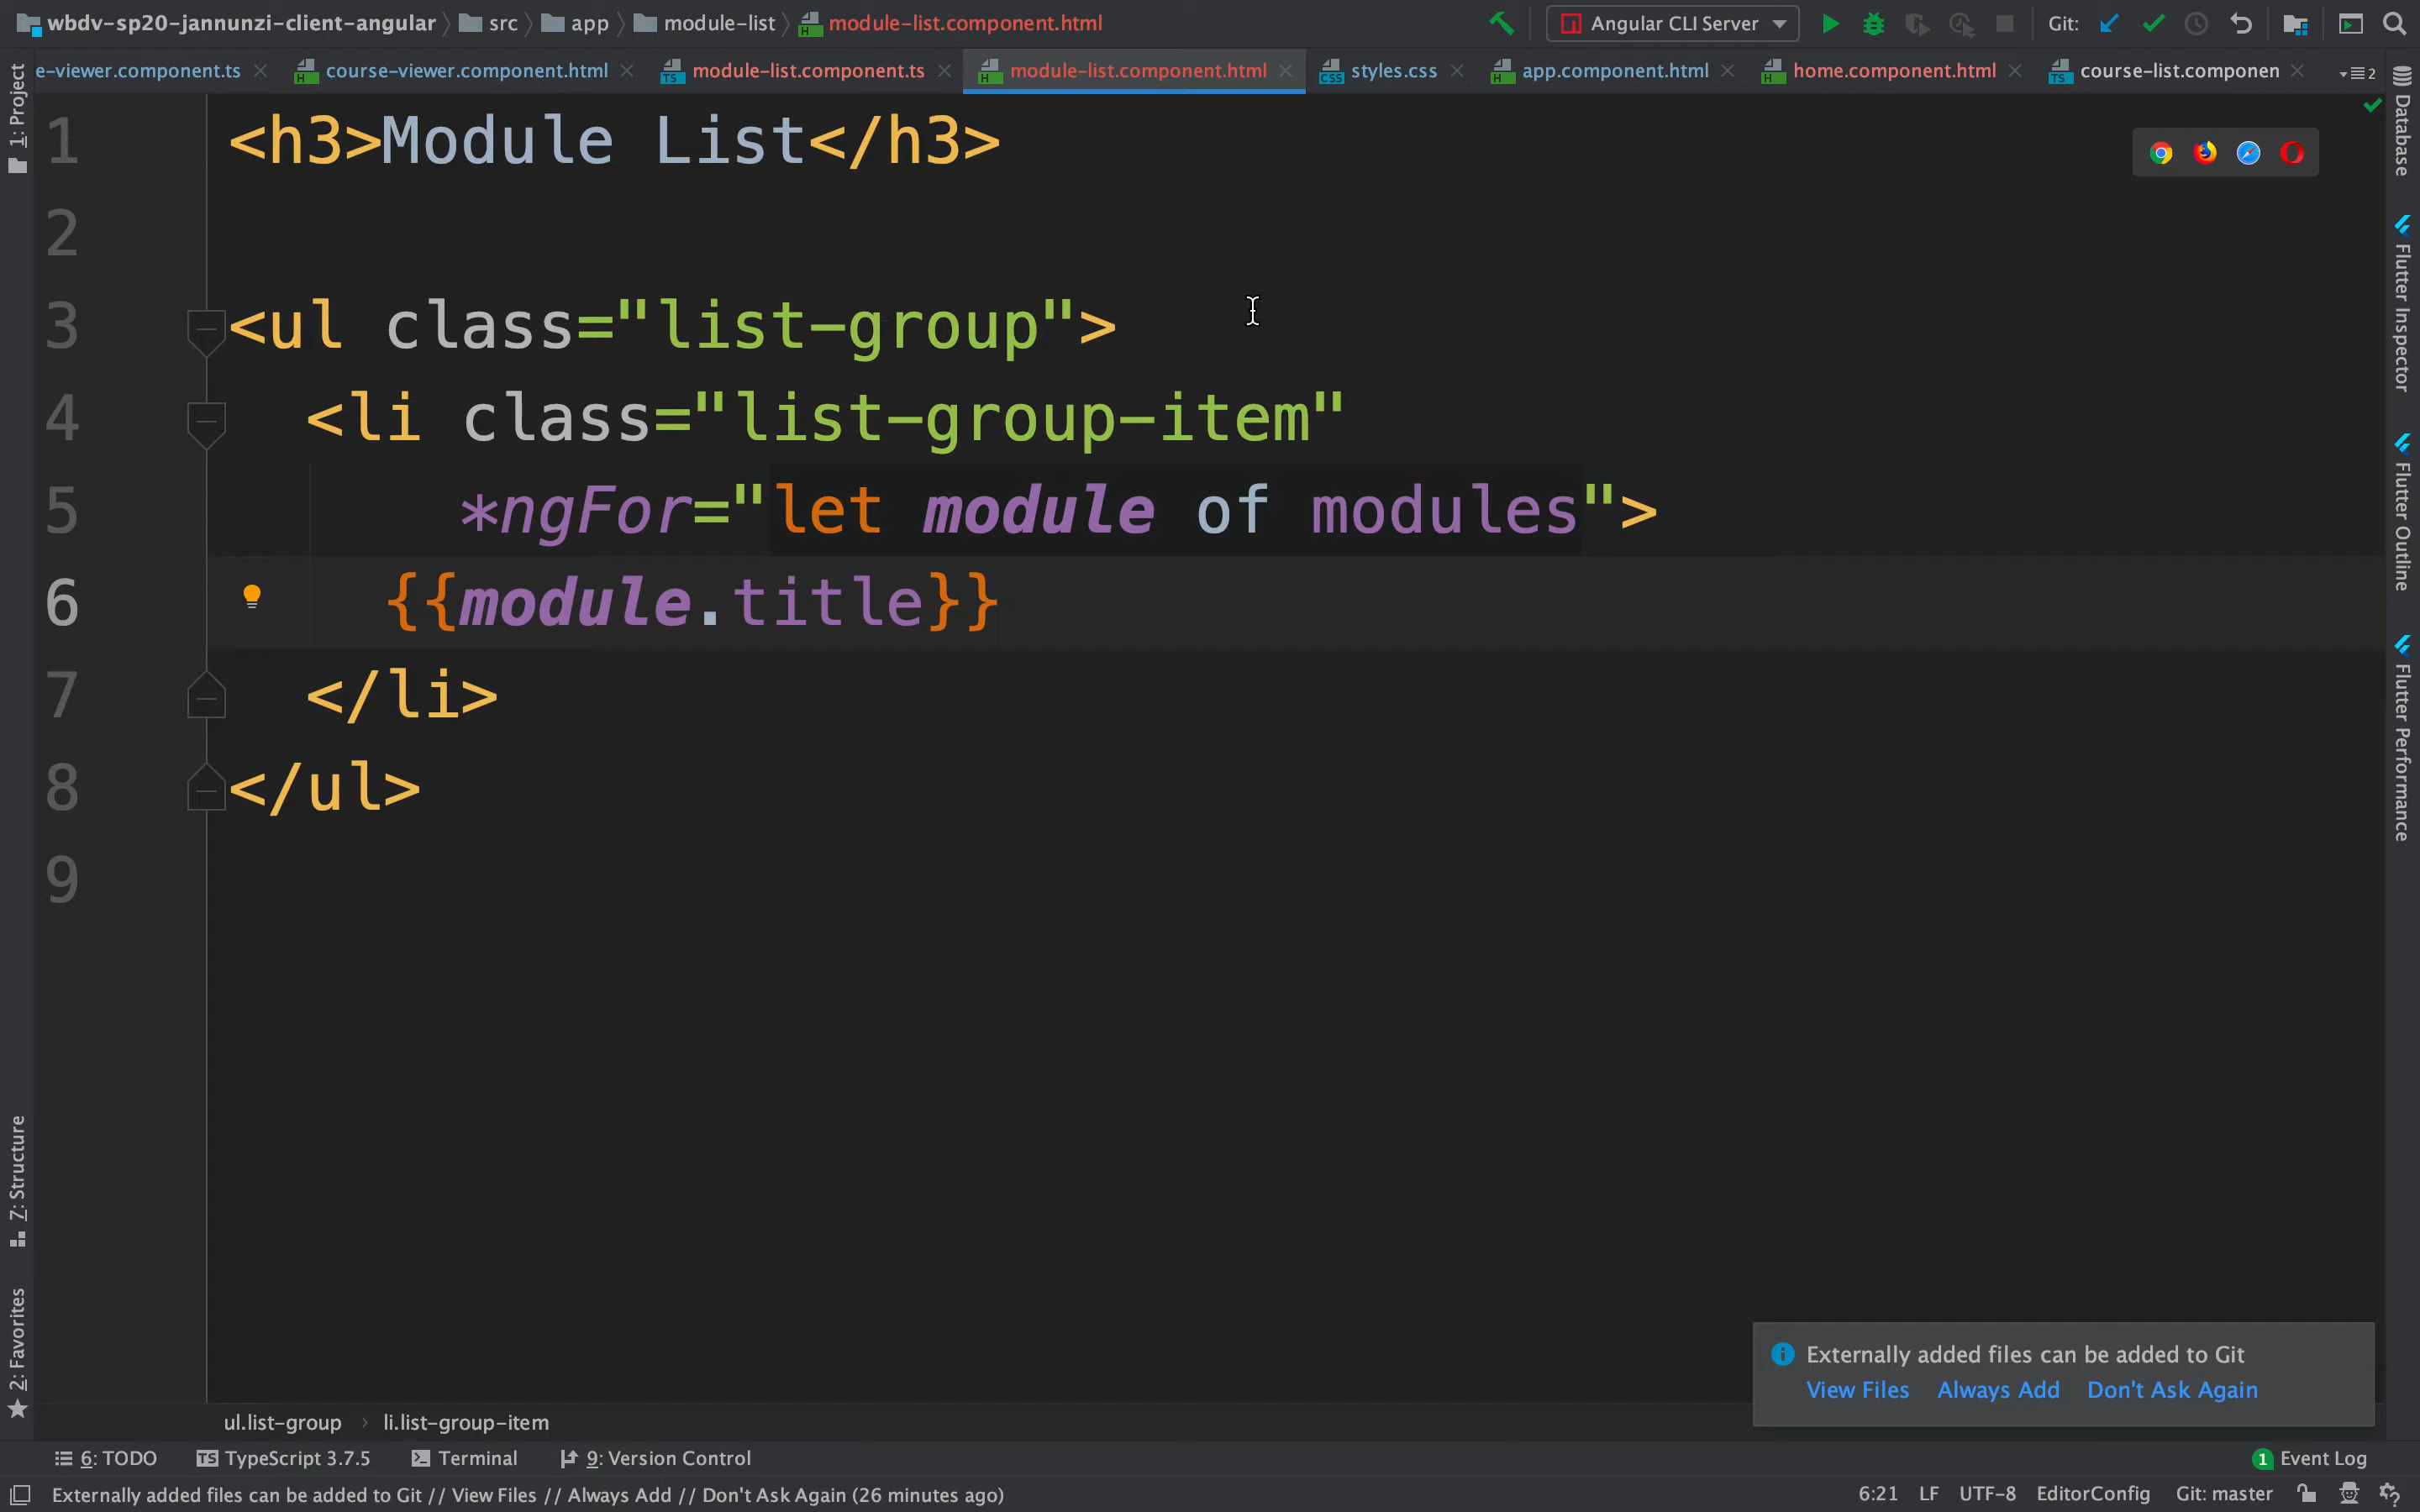 wbdv-sp20-jannunzi-client-angular src app module-list module-list.component.html Angular CLI Server Git:
e-viewer.component.ts course-viewer.component.html module-list.component.ts module-list.component.html styles.css app.component.html home.component.html course-list.componen 2
1: Project
Z: Structure
2: Favorites
1 <h3>Module List</h3>
2
3 <ul class="list-group">
4 <li class="list-group-item"
5 *ngFor="let module of modules">
6 {{module.title}}
7 </li>
8 </ul>
9
Database
Flutter Inspector
Flutter Outline
Flutter Performance
Externally added files can be added to Git
View Files Always Add Don't Ask Again
ul.list-group li.list-group-item
6: TODO TypeScript 3.7.5 Terminal 9: Version Control 1 Event Log
Externally added files can be added to Git // View Files // Always Add // Don't Ask Again (26 minutes ago) 6:21 LF UTF-8 EditorConfig Git: master